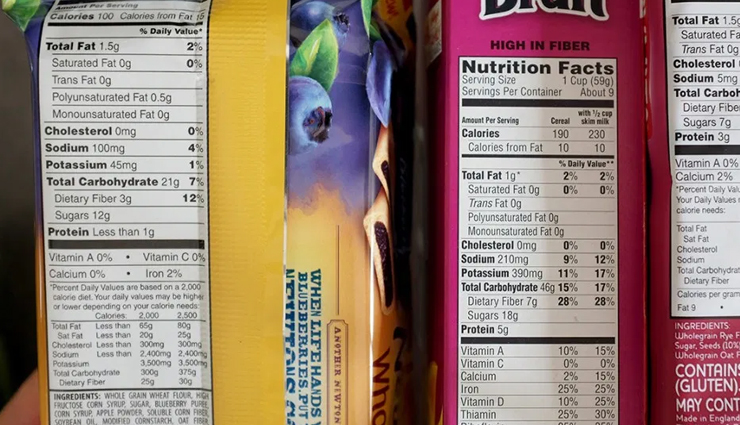 Amount Per Serving
Calories 100 Calories from Fat 15
% Daily Value*
Total Fat 1.5g 2%
Saturated Fat 0g 0%
Trans Fat 0g
Polyunsaturated Fat 0.5g
Monounsaturated Fat 0g
Cholesterol 0mg 0%
Sodium 100mg 4%
Potassium 45mg 1%
Total Carbohydrate 21g 7%
Dietary Fiber 3g 12%
Sugars 12g
Protein Less than 1g
Vitamin A 0% • Vitamin C 0%
Calcium 0% • Iron 2%
*Percent Daily Values are based on a 2,000
calorie diet. Your daily values may be higher
or lower depending on your calorie needs:
Calories: 2,000 2,500
Total Fat Less than 65g 80g
Sat Fat Less than 20g 25g
Cholesterol Less than 300mg 300mg
Sodium Less than 2,400mg 2,400mg
Potassium 3,500mg 3,500mg
Total Carbohydrate 300g 375g
Dietary Fiber 25g 30g
INGREDIENTS: WHOLE GRAIN WHEAT FLOUR, HIGH
FRUCTOSE CORN SYRUP, SUGAR, BLUEBERRY PUREE,
CORN SYRUP, APPLE POWDER, SOLUBLE CORN FIBER,
SOYBEAN OIL, MODIFIED CORNSTARCH, OAT FIBER
WHEN LIFE HANDS Y
BLUEBERRIES, PUT
NEWTONS
ANOTHER NEWTON
Who
HIGH IN FIBER
Nutrition Facts
Serving Size 1 Cup (59g)
Servings Per Container About 9
Amount Per Serving Cereal with ½ cup skim milk
Calories 190 230
Calories from Fat 10 10
% Daily Value**
Total Fat 1g* 2% 2%
Saturated Fat 0g 0% 0%
Trans Fat 0g
Polyunsaturated Fat 0g
Monounsaturated Fat 0g
Cholesterol 0mg 0% 0%
Sodium 210mg 9% 12%
Potassium 390mg 11% 17%
Total Carbohydrate 46g 15% 17%
Dietary Fiber 7g 28% 28%
Sugars 18g
Protein 5g
Vitamin A 10% 15%
Vitamin C 0% 0%
Calcium 2% 15%
Iron 25% 25%
Vitamin D 10% 25%
Thiamin 25% 30%
Total Fat 1.5g
Saturated Fa
Trans Fat 0g
Cholesterol
Sodium 5mg
Total Carboh
Dietary Fibe
Sugars 7g
Protein 3g
Vitamin A 0%
Calcium 2%
*Percent Daily Valu
Your Daily Values
calorie needs:
Total Fat
Sat Fat
Cholesterol
Sodium
Total Carbohydrat
Dietary Fiber
Calories per gram
Fat 9 •
INGREDIENTS
Wholegrain Rye F
Sugar, Seeds (10%
Wholegrain Oat F
CONTAINS
(GLUTEN).
MAY CONT
Made in England